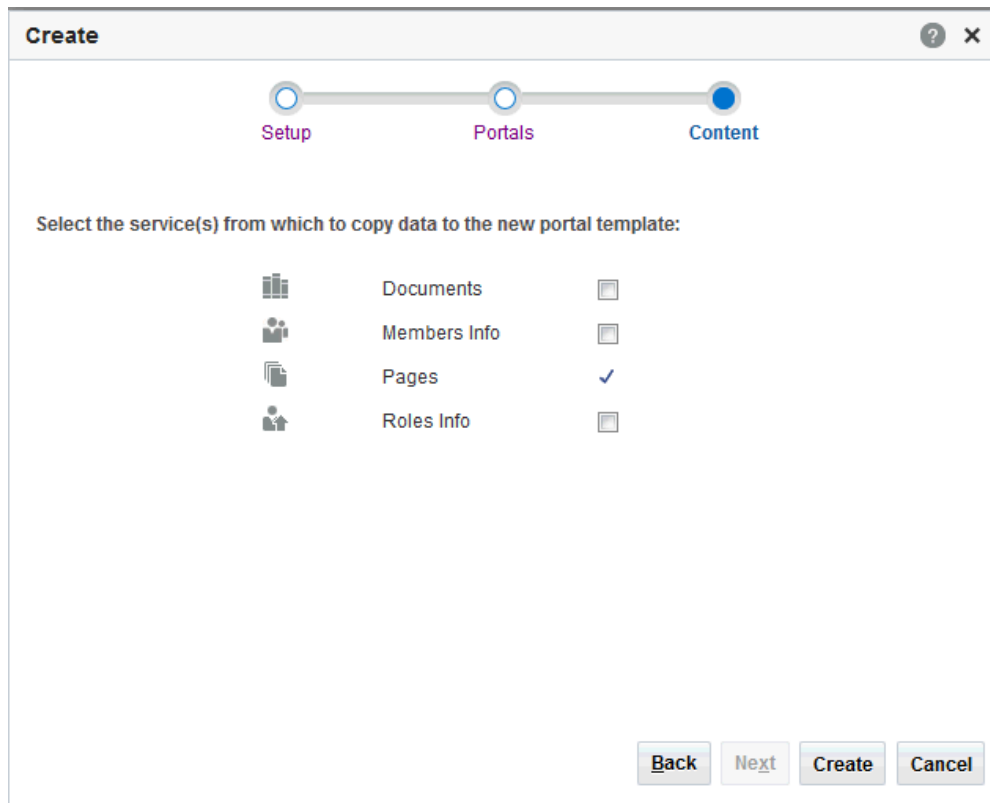 Create
Setup Portals Content
Select the service(s) from which to copy data to the new portal template:
Documents
Members Info
Pages
Roles Info
Back Next Create Cancel